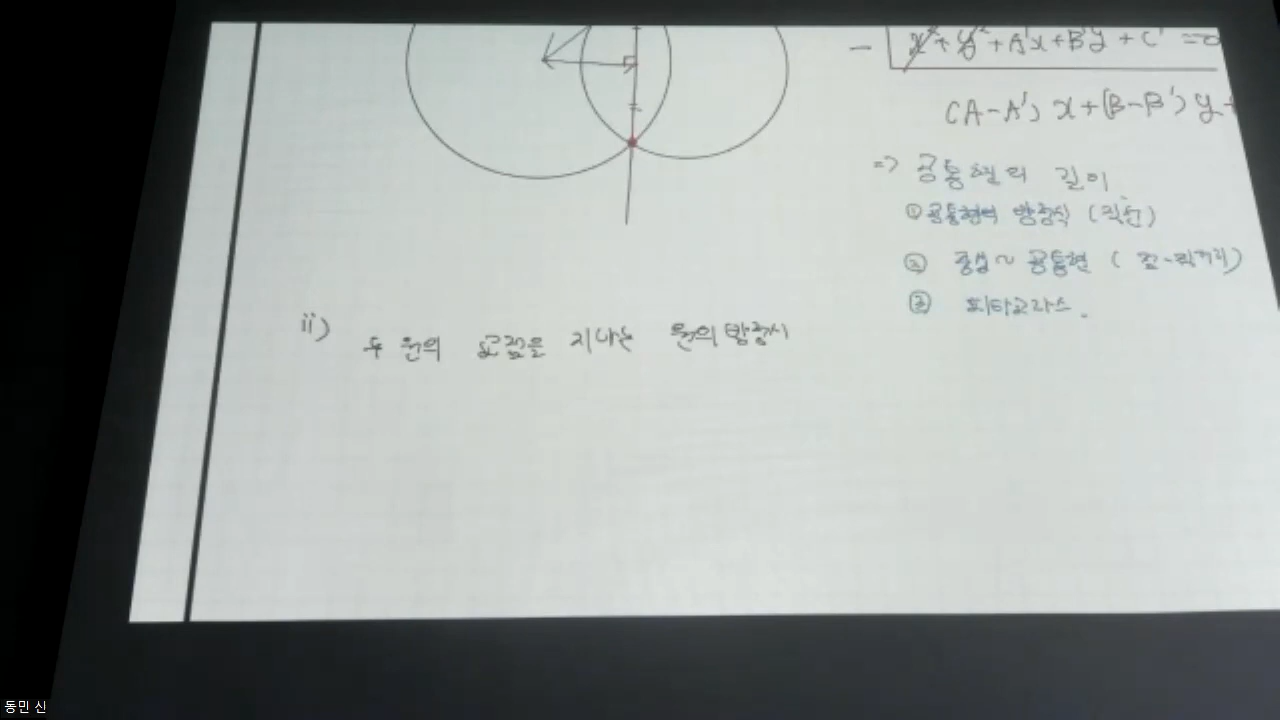 - x²+y²+A'x+B'y+C'=0
(A-A')x+(B-B')y+
=> 공통현의 길이
① 공통현의 방정식 (직선)
② 중심~공통현 (점-직거리)
③ 피타고라스.
ii) 두 원의 교점을 지나는 원의 방정식
동민 신